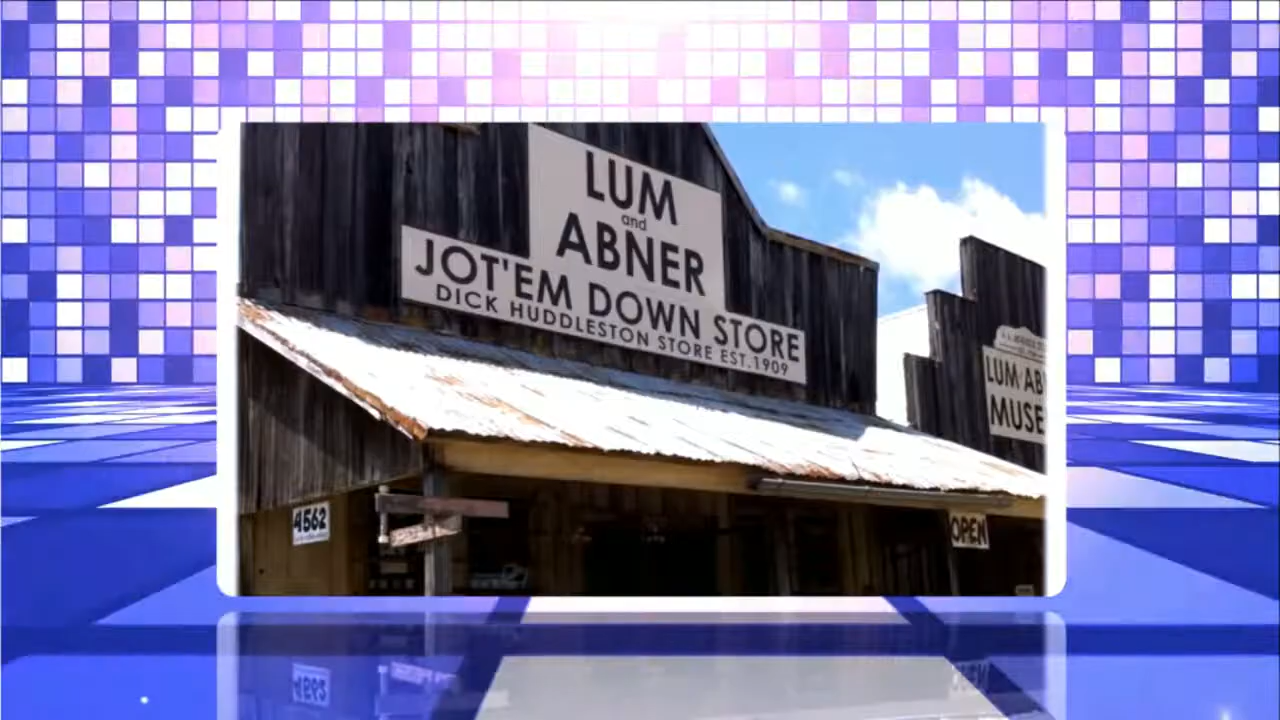 LUM
and
ABNER
JOT'EM DOWN STORE
DICK HUDDLESTON STORE EST.1909
LUM AB
MUSE
4562
OPEN